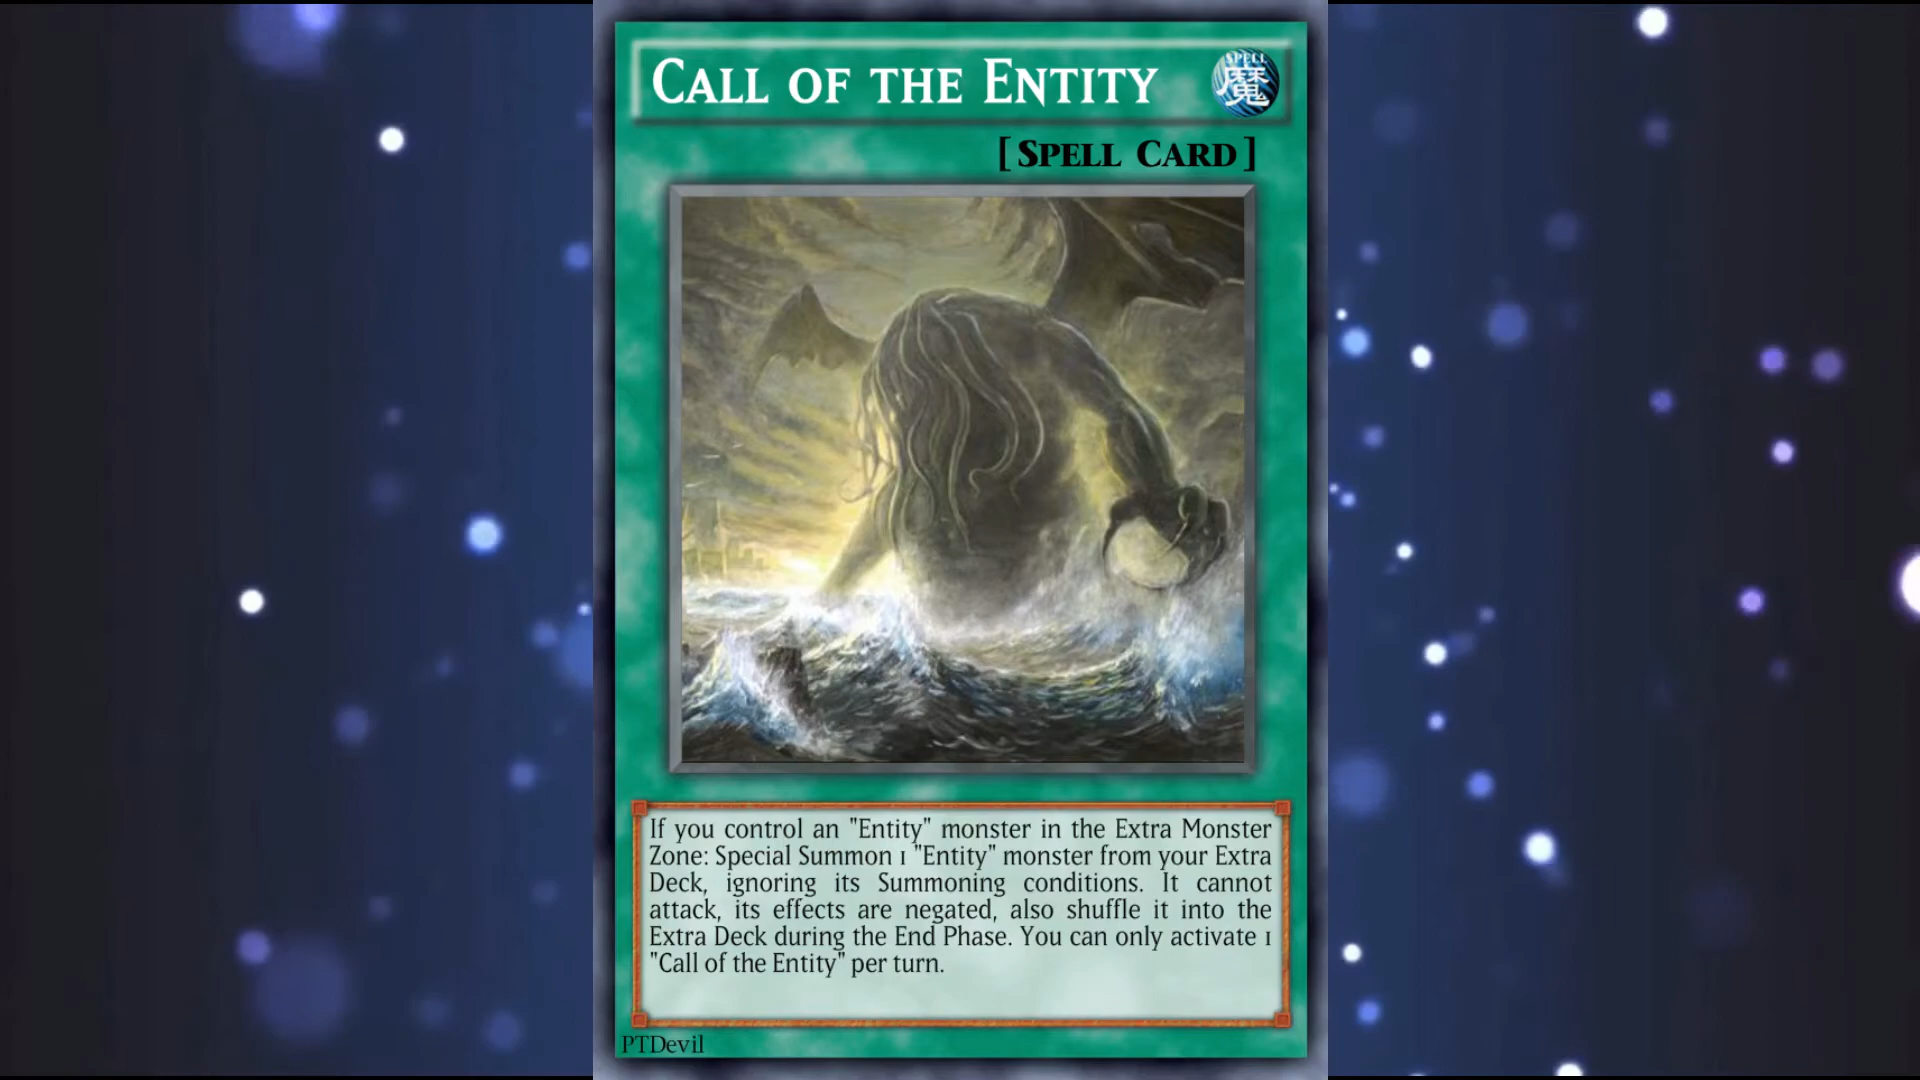 Call of the Entity
SPELL
魔
[Spell Card]
If you control an "Entity" monster in the Extra Monster
Zone: Special Summon 1 "Entity" monster from your Extra
Deck, ignoring its Summoning conditions. It cannot
attack, its effects are negated, also shuffle it into the
Extra Deck during the End Phase. You can only activate 1
"Call of the Entity" per turn.
PTDevil